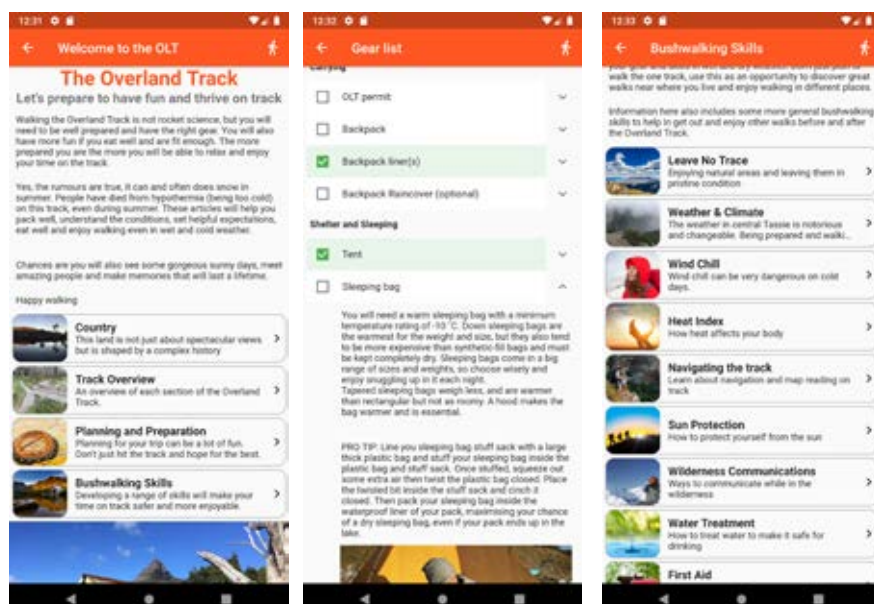 12:31
Welcome to the OLT
The Overland Track
Let's prepare to have fun and thrive on track
Walking the Overland Track is not rocket science, but you will
need to be well prepared and have the right gear. You will also
have more fun if you eat well and are fit enough. The more
prepared you are the more you will be able to relax and enjoy
your time on the track.
Yes, the rumours are true, it can and often does snow in
summer. People have died from hypothermia (being too cold)
on this track, even during summer. These articles will help you
pack well, understand the conditions, set helpful expectations,
eat well and enjoy walking even in wet and cold weather.
Chances are you will also see some gorgeous sunny days, meet
amazing people and make memories that will last a lifetime.
Happy walking
Country
This land is not just about spectacular views
but is shaped by a complex history
Track Overview
An overview of each section of the Overland
Track.
Planning and Preparation
Planning for your trip can be a lot of fun.
Don't just hit the track and hope for the best.
Bushwalking Skills
Developing a range of skills will make your
time on track safer and more enjoyable.
12:32
Gear list
Carrying
OLT permit
Backpack
Backpack liner(s)
Backpack Raincover (optional)
Shelter and Sleeping
Tent
Sleeping bag
You will need a warm sleeping bag with a minimum
temperature rating of -10 °C. Down sleeping bags are
the warmest for the weight and size, but they also tend
to be more expensive than synthetic-fill bags and must
be kept completely dry. Sleeping bags come in a big
range of sizes and weights, so choose wisely and
enjoy snuggling up in it each night.
Tapered sleeping bags weigh less, and are warmer
than rectangular but not as roomy. A hood makes the
bag warmer and is essential.
PRO TIP: Line you sleeping bag stuff sack with a large
thick plastic bag and stuff your sleeping bag inside the
plastic bag and stuff sack. Once stuffed, squeeze out
some extra air then twist the plastic bag closed. Place
the twisted bit inside the stuff sack and cinch it
closed. Then pack your sleeping bag inside the
waterproof liner of your pack, maximising your chance
of a dry sleeping bag, even if your pack ends up in the
lake.
12:33
Bushwalking Skills
walk the one track, use this as an opportunity to discover great
walks near where you live and enjoy walking in different places.
Information here also includes some more general bushwalking
skills to help in get out and enjoy other walks before and after
the Overland Track.
Leave No Trace
Enjoying natural areas and leaving them in
pristine condition
Weather & Climate
The weather in central Tassie is notorious
and changeable. Being prepared and walki...
Wind Chill
Wind chill can be very dangerous on cold
days.
Heat Index
How heat affects your body
Navigating the track
Learn about navigation and map reading on
track
Sun Protection
How to protect yourself from the sun
Wilderness Communications
Ways to communicate while in the
wilderness
Water Treatment
How to treat water to make it safe for
drinking
First Aid